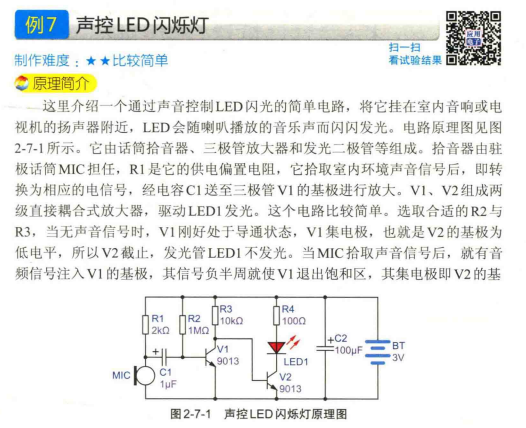 例7 声控LED闪烁灯
应用
电子
扫一扫
看试验结果
制作难度：★★比较简单
原理简介
这里介绍一个通过声音控制LED闪光的简单电路，将它挂在室内音响或电
视机的扬声器附近，LED会随喇叭播放的音乐声而闪闪发光。电路原理图见图
2-7-1所示。它由话筒拾音器、三极管放大器和发光二极管等组成。拾音器由驻
极话筒MIC担任，R1是它的供电偏置电阻，它拾取室内环境声音信号后，即转
换为相应的电信号，经电容C1送至三极管V1的基极进行放大。V1、V2组成两
级直接耦合式放大器，驱动LED1发光。这个电路比较简单。选取合适的R2与
R3，当无声音信号时，V1刚好处于导通状态，V1集电极，也就是V2的基极为
低电平，所以V2截止，发光管LED1不发光。当MIC拾取声音信号后，就有音
频信号注入V1的基极，其信号负半周就使V1退出饱和区，其集电极即V2的基
R1
2kΩ
R2
1MΩ
R3
10kΩ
R4
100Ω
LED1
V1
9013
V2
9013
+
C1
1μF
MIC
+C2
100μF
BT
3V
图2-7-1 声控LED闪烁灯原理图